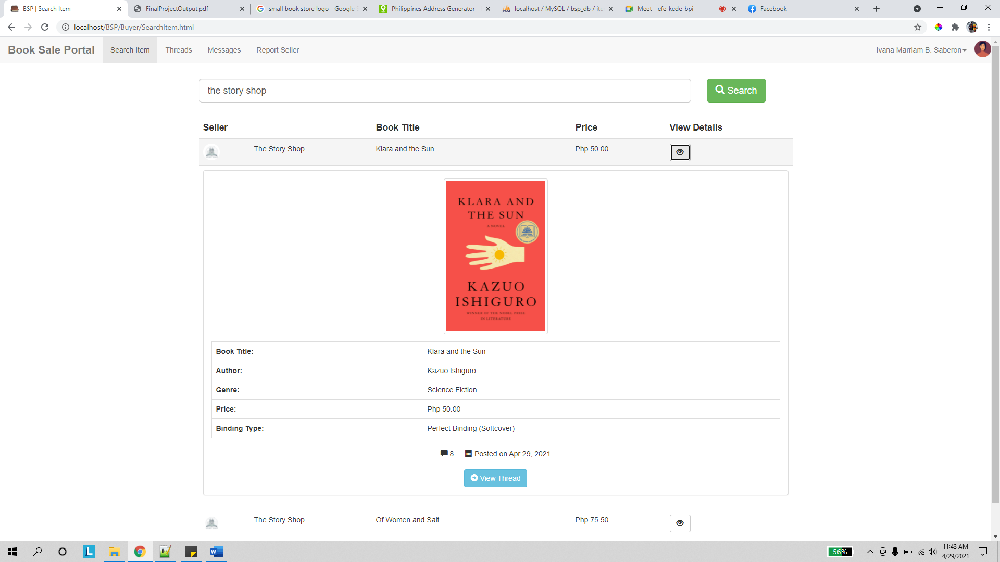 BSP | Search Item
FinalProjectOutput.pdf
small book store logo - Google
Philippines Address Generator -
localhost / MySQL / bsp_db / ite
Meet - efe-kede-bpi
Facebook
localhost/BSP/Buyer/SearchItem.html
Book Sale Portal
Search Item
Threads
Messages
Report Seller
Ivana Marriam B. Saberon
the story shop
Search
Seller Book Title Price View Details
The Story Shop Klara and the Sun Php 50.00
KLARA AND
THE SUN
A NOVEL
KAZUO
ISHIGURO
WINNER OF THE NOBEL PRIZE
IN LITERATURE
Book Title: Klara and the Sun
Author: Kazuo Ishiguro
Genre: Science Fiction
Price: Php 50.00
Binding Type: Perfect Binding (Softcover)
8 Posted on Apr 29, 2021
View Thread
The Story Shop Of Women and Salt Php 75.50
L
W
56%
11:43 AM
4/29/2021